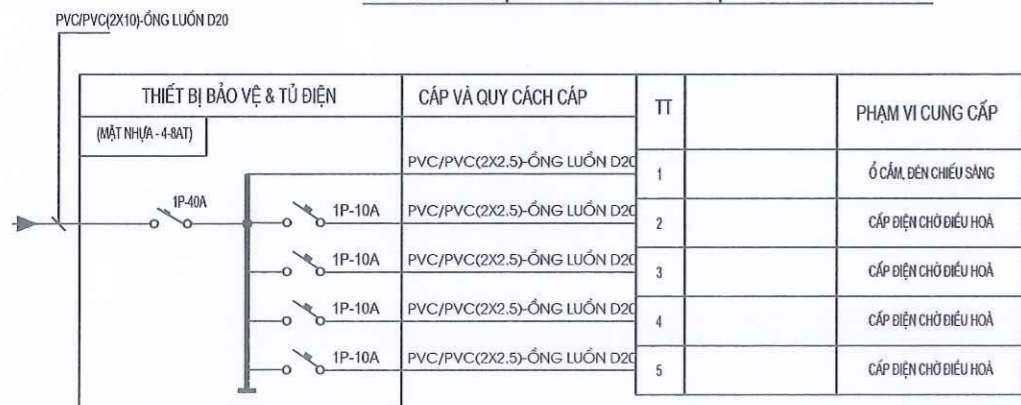 PVC/PVC(2X10)-ỐNG LUỒN D20
THIẾT BỊ BẢO VỆ & TỦ ĐIỆN
CÁP VÀ QUY CÁCH CÁP
TT
PHẠM VI CUNG CẤP
(MẶT NHỰA - 4-8AT)
PVC/PVC(2X2.5)-ỐNG LUỒN D20
1
Ổ CẮM, ĐÈN CHIẾU SÁNG
1P-40A
1P-10A
PVC/PVC(2X2.5)-ỐNG LUỒN D20
2
CẤP ĐIỆN CHỜ ĐIỀU HOÀ
1P-10A
PVC/PVC(2X2.5)-ỐNG LUỒN D20
3
CẤP ĐIỆN CHỜ ĐIỀU HOÀ
1P-10A
PVC/PVC(2X2.5)-ỐNG LUỒN D20
4
CẤP ĐIỆN CHỜ ĐIỀU HOÀ
1P-10A
PVC/PVC(2X2.5)-ỐNG LUỒN D20
5
CẤP ĐIỆN CHỜ ĐIỀU HOÀ